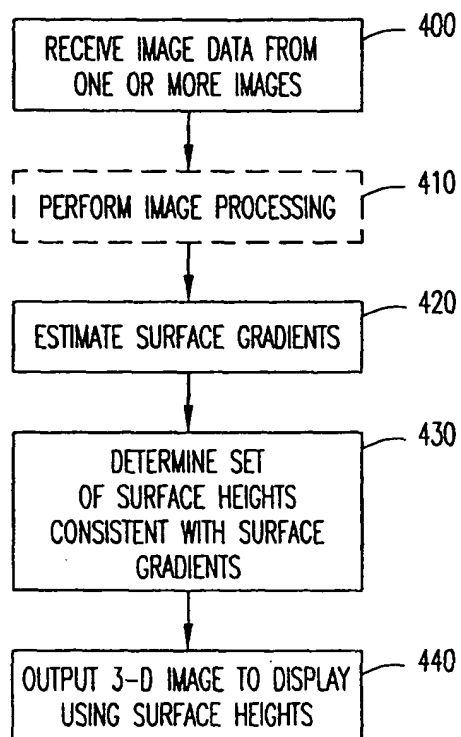 RECEIVE IMAGE DATA FROM
ONE OR MORE IMAGES
400
PERFORM IMAGE PROCESSING
410
ESTIMATE SURFACE GRADIENTS
420
DETERMINE SET
OF SURFACE HEIGHTS
CONSISTENT WITH SURFACE
GRADIENTS
430
OUTPUT 3-D IMAGE TO DISPLAY
USING SURFACE HEIGHTS
440